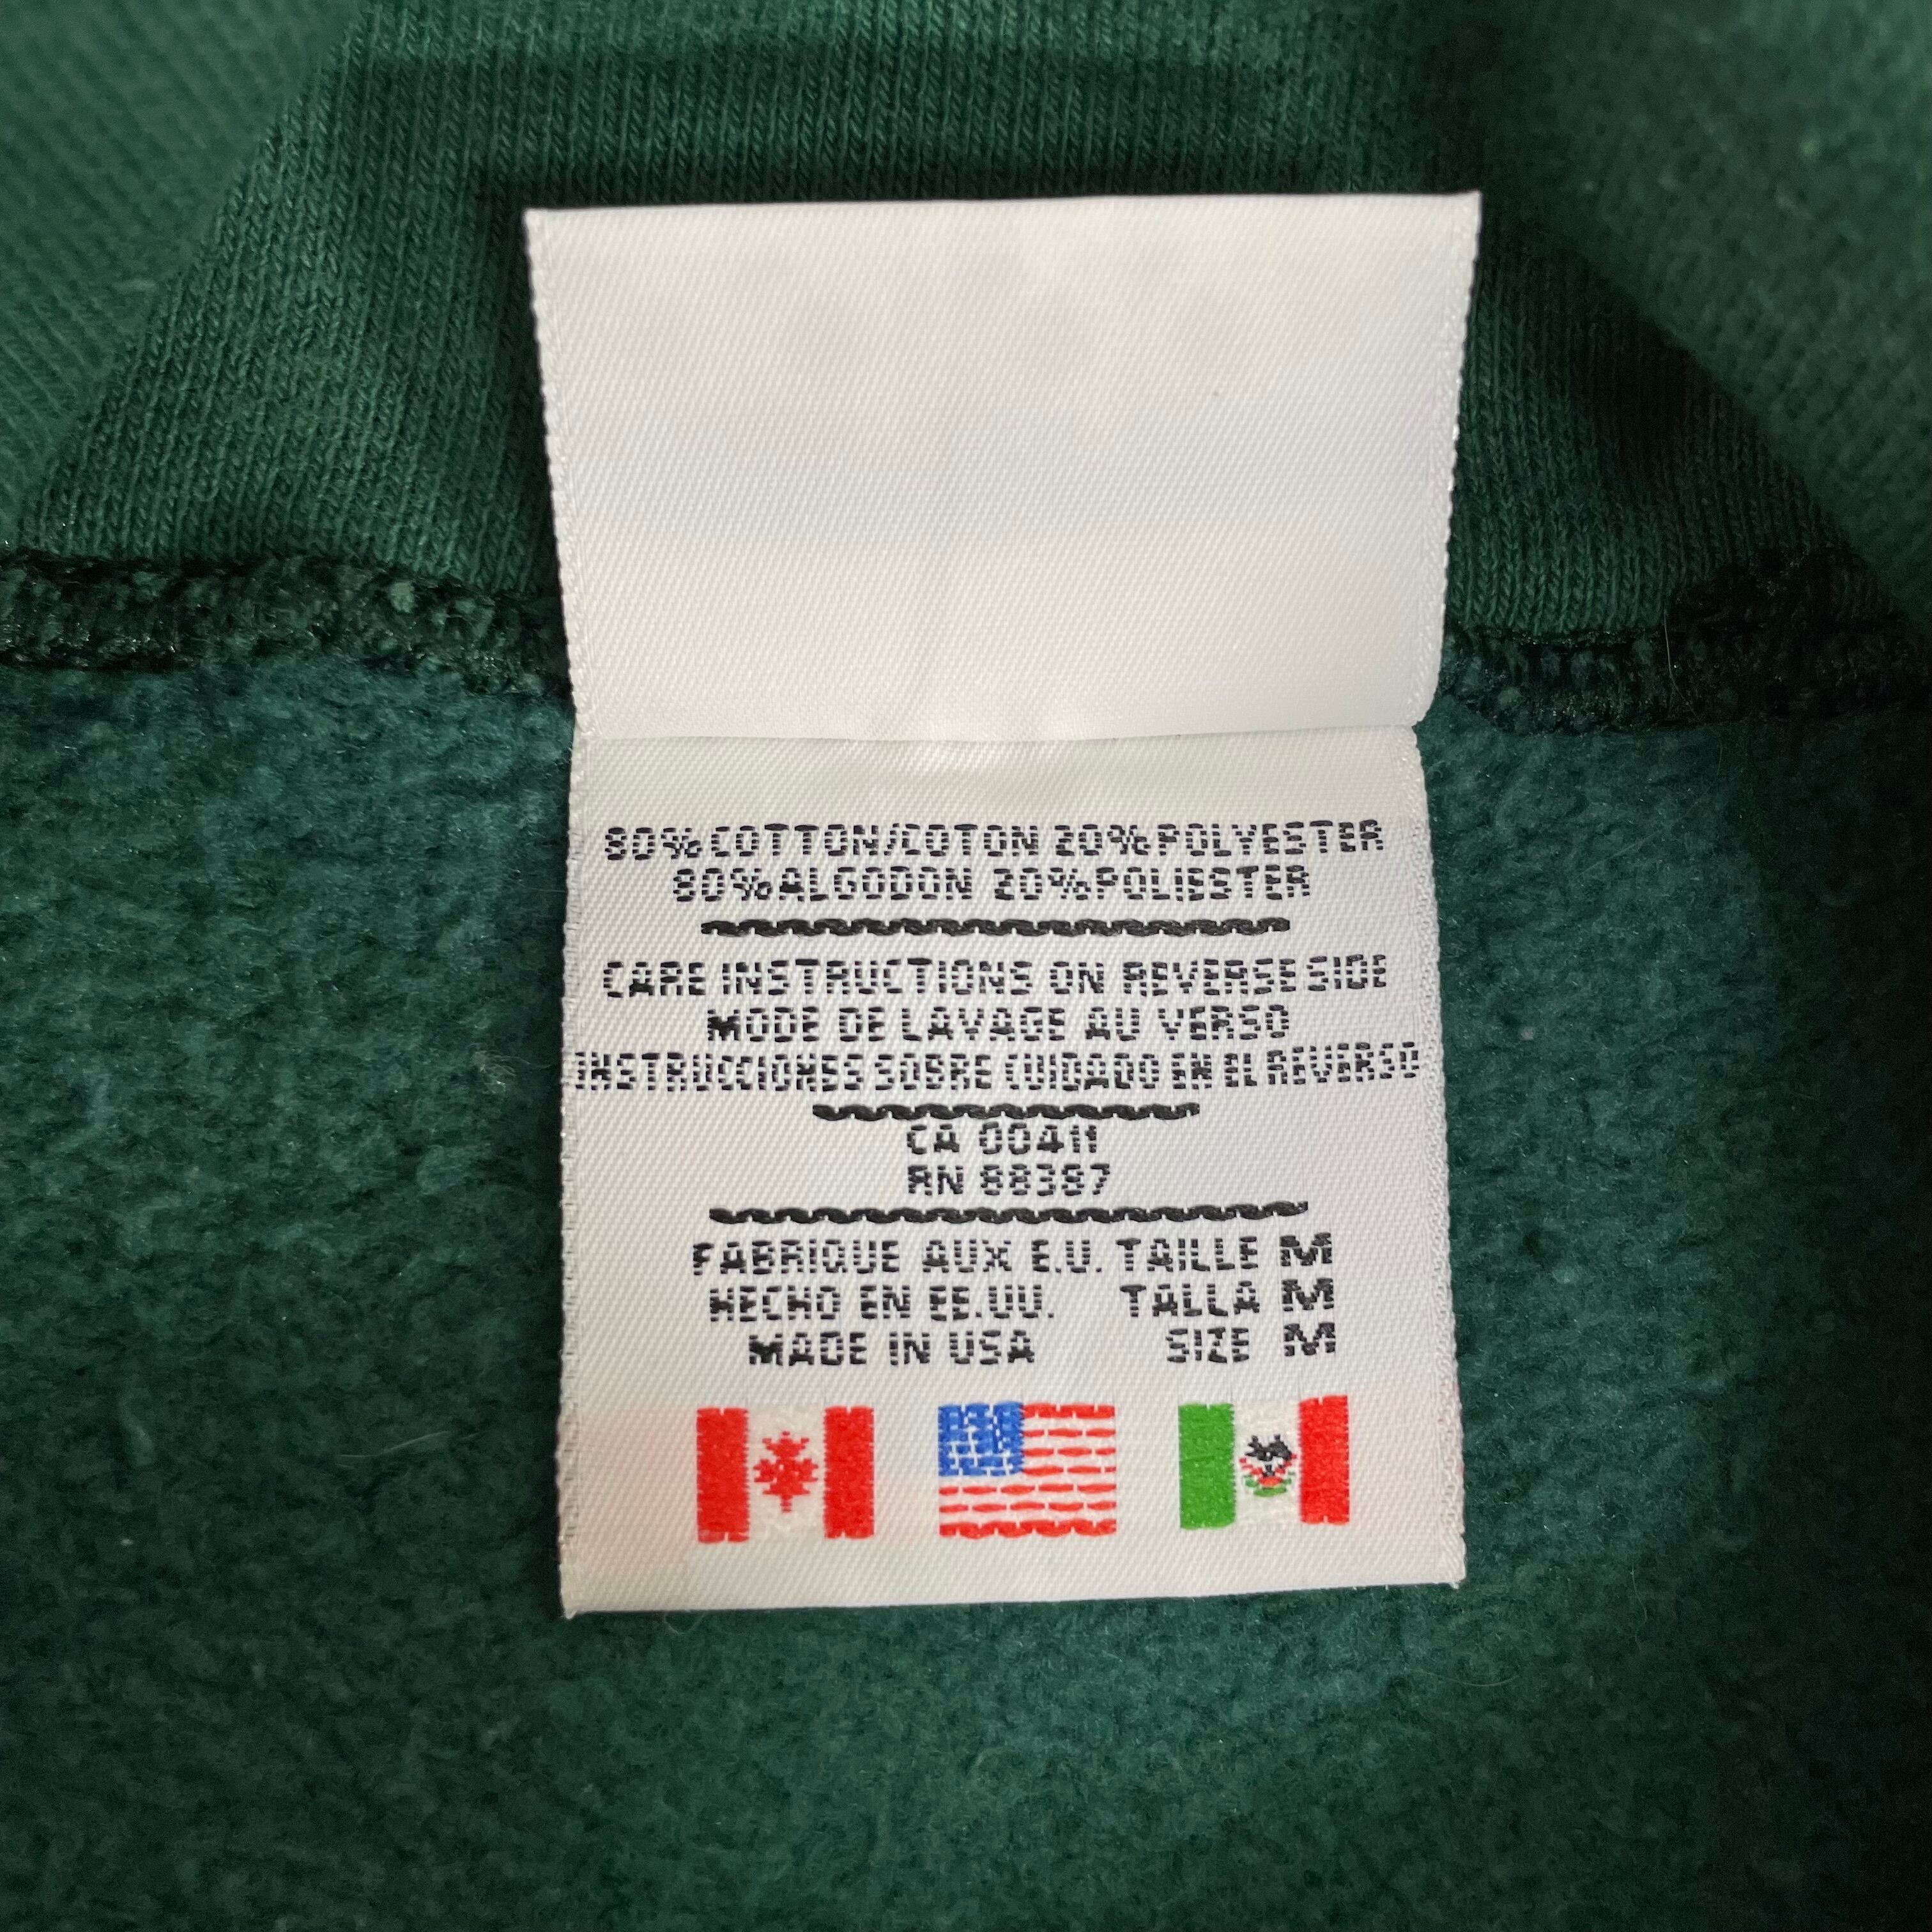 80% COTTON/COTON 20% POLYESTER
80% ALGODON 20% POLIESTER
CARE INSTRUCTIONS ON REVERSE SIDE
MODE DE LAVAGE AU VERSO
INSTRUCCIONES SOBRE CUIDADO EN EL REVERSO
CA 00411
RN 88387
FABRIQUE AUX E.U. TAILLE M
HECHO EN EE.UU. TALLA M
MADE IN USA SIZE M